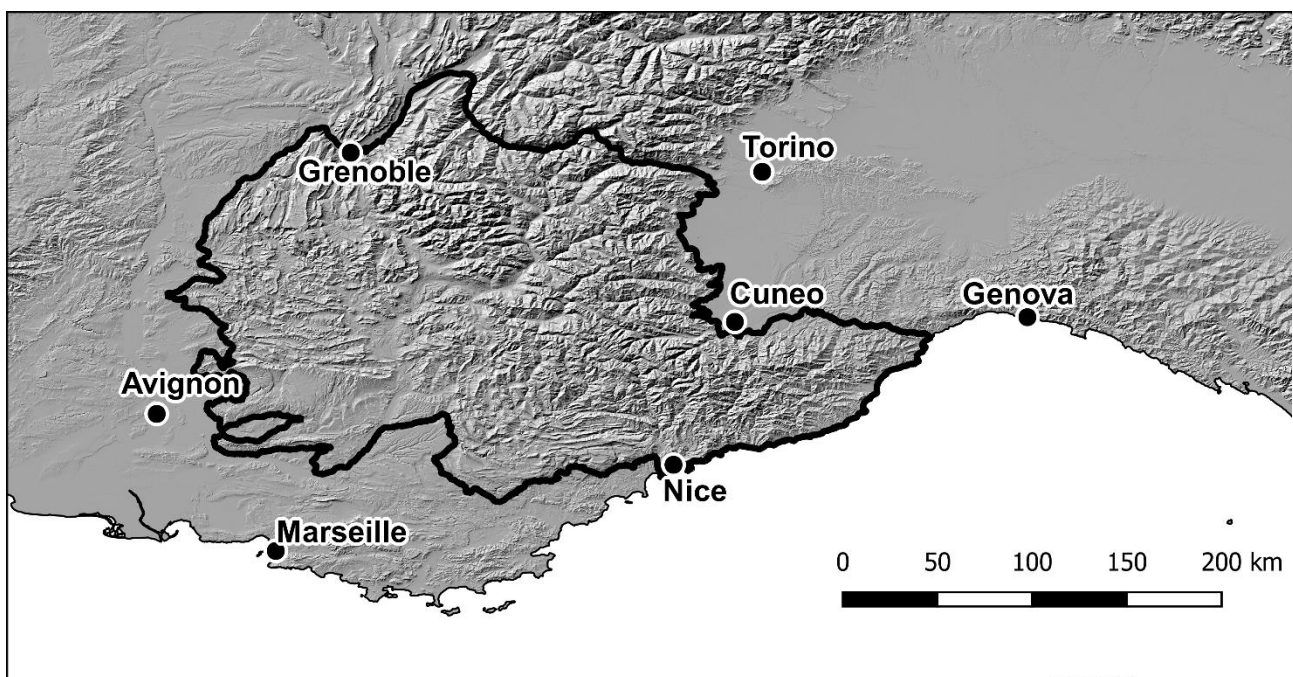 Torino
Grenoble
Cuneo
Genova
Avignon
Nice
Marseille
0 50 100 150 200 km